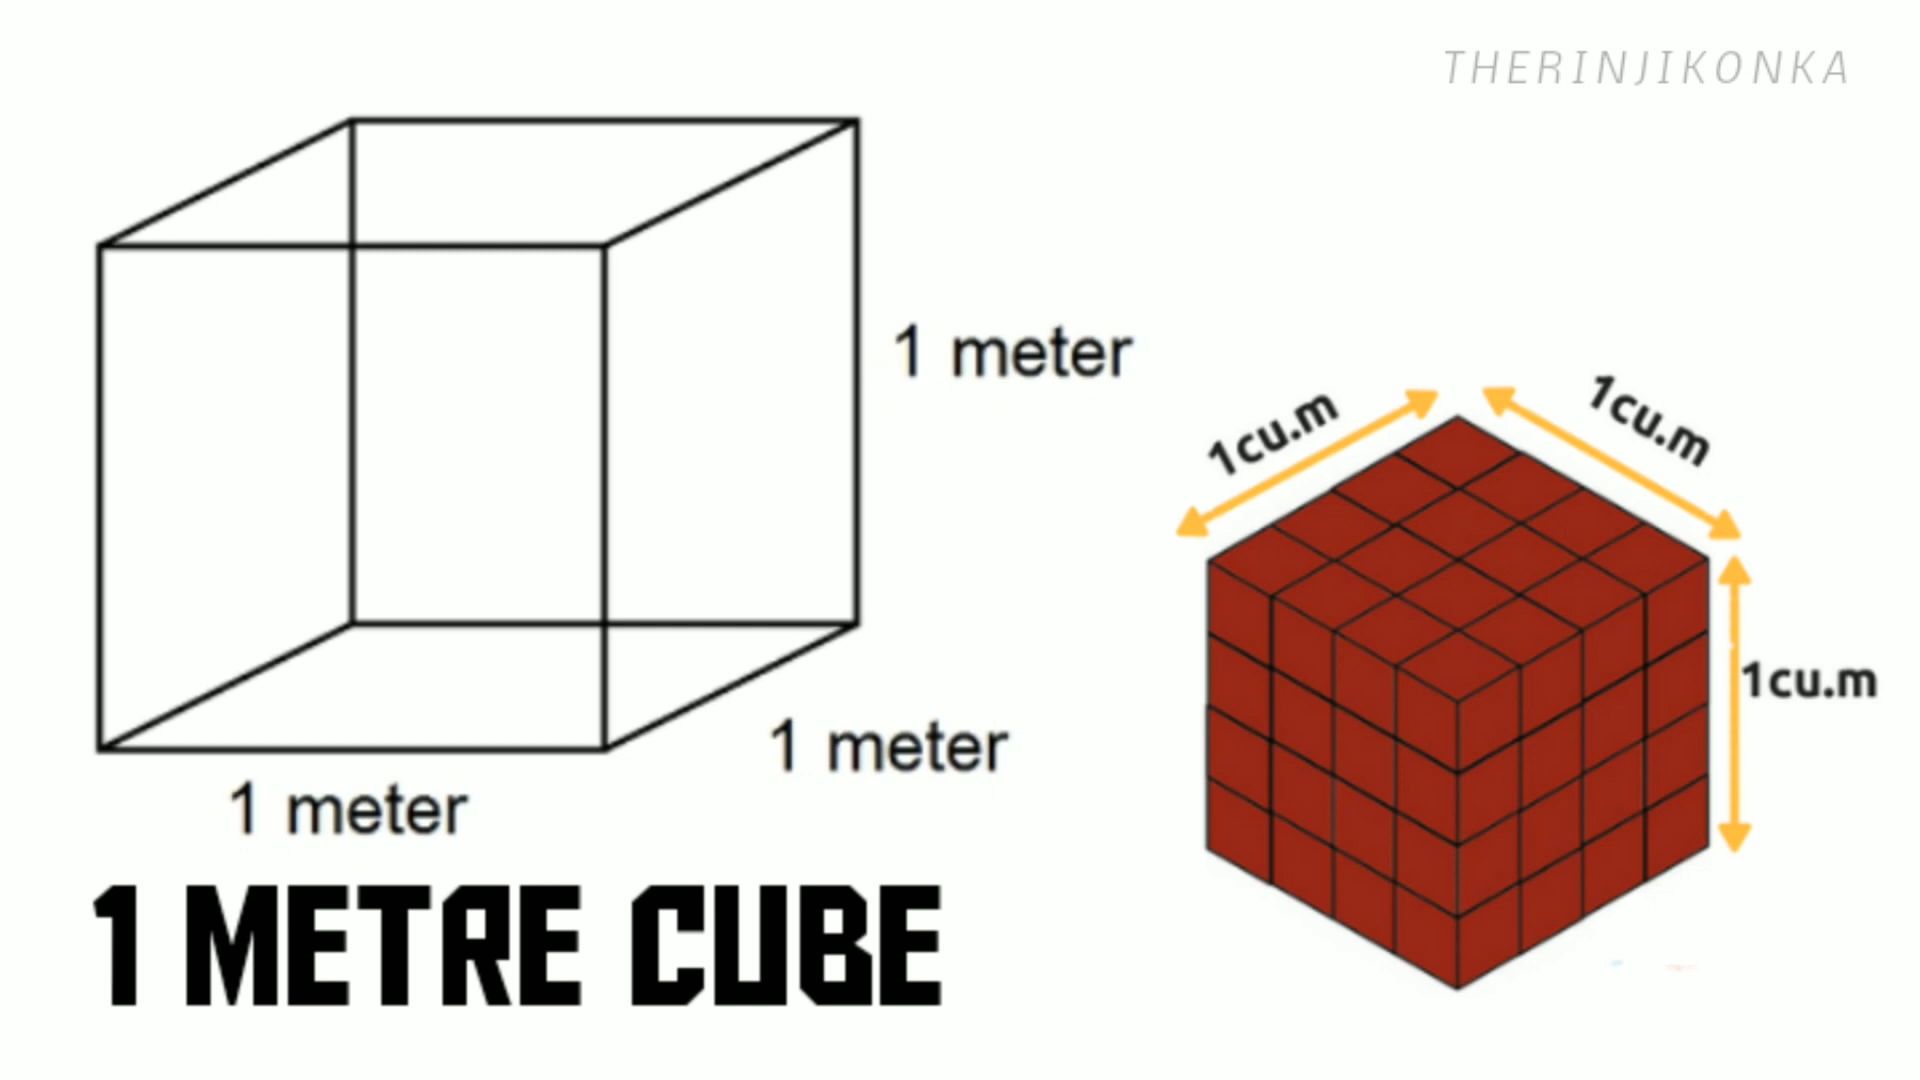 THERINJIKONKA
1 meter
1cu.m
1cu.m
1cu.m
1 meter
1 meter
1 METRE CUBE